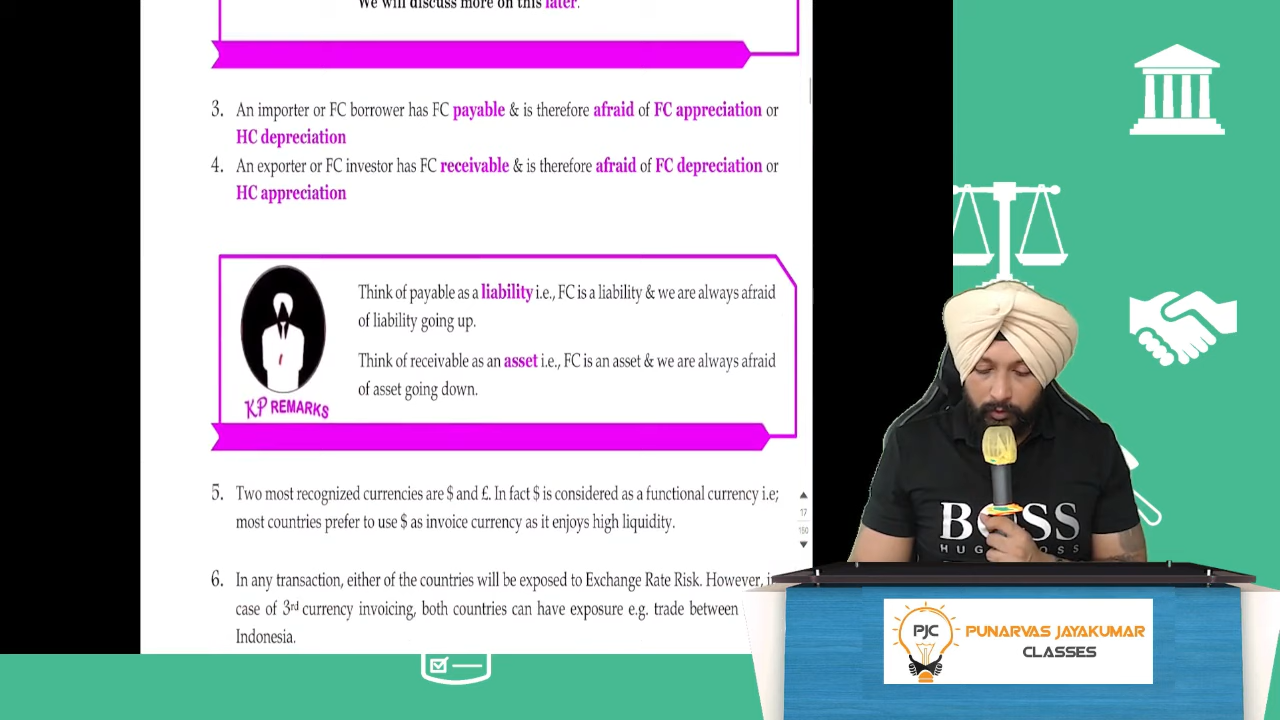 We will discuss more on this later.
3. An importer or FC borrower has FC payable & is therefore afraid of FC appreciation or
HC depreciation
4. An exporter or FC investor has FC receivable & is therefore afraid of FC depreciation or
HC appreciation
Think of payable as a liability i.e., FC is a liability & we are always afraid
of liability going up.
Think of receivable as an asset i.e., FC is an asset & we are always afraid
of asset going down.
KP REMARKS
5. Two most recognized currencies are $ and £. In fact $ is considered as a functional currency i.e;
most countries prefer to use $ as invoice currency as it enjoys high liquidity.
17
150
6. In any transaction, either of the countries will be exposed to Exchange Rate Risk. However,
case of 3rd currency invoicing, both countries can have exposure e.g. trade between
Indonesia.
BOSS
HUG OSS
PJC
PUNARVAS JAYAKUMAR
CLASSES